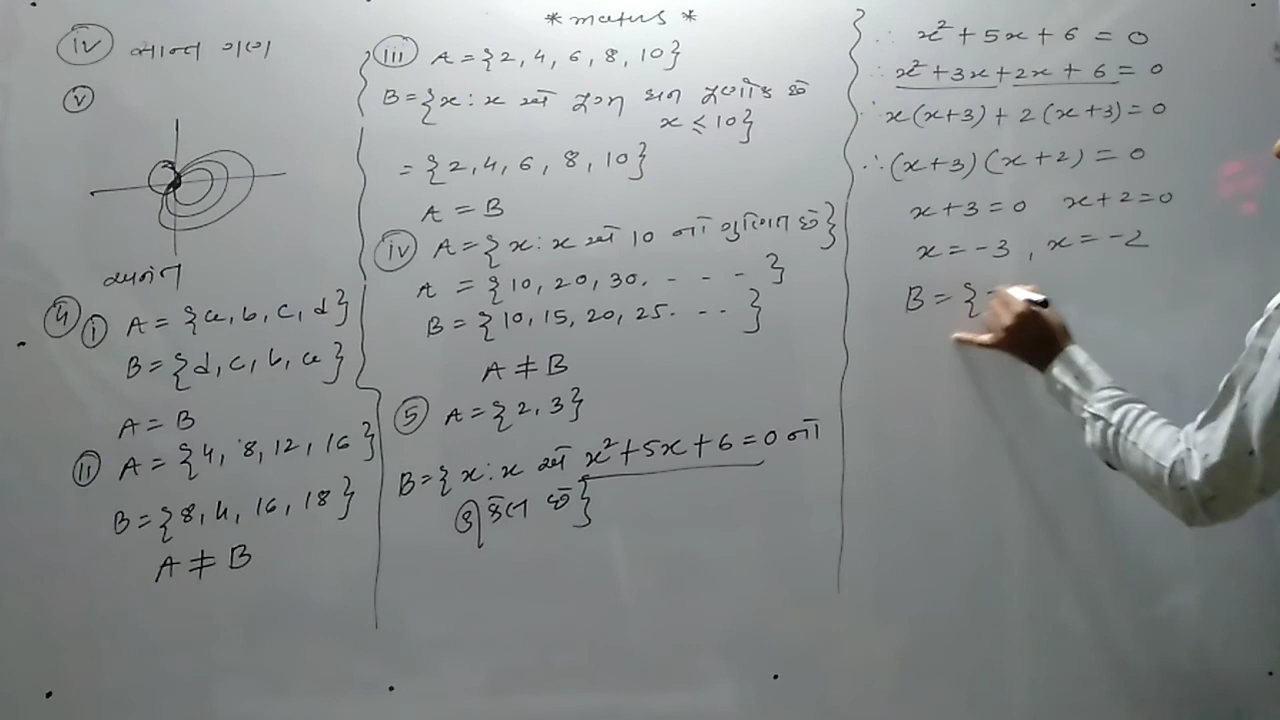 * maths *
iv સાન્ત ગણ
v
અનંત
4 i A = {a, b, c, d}
B = {d, c, b, a}
A = B
ii A = {4, 8, 12, 16}
B = {8, 4, 16, 18}
A ≠ B
iii A = {2, 4, 6, 8, 10}
B = {x : x એ યુગ્મ ધન પૂર્ણાંક છે
x ≤ 10}
= {2, 4, 6, 8, 10}
A = B
iv A = {x : x એ 10 નો ગુણિત છે}
A = {10, 20, 30. - - - }
B = {10, 15, 20, 25. - .. }
A ≠ B
5 A = {2, 3}
B = {x : x એ x² + 5x + 6 = 0 નો
ઉકેલ છે}
∴ x² + 5x + 6 = 0
∴ x² + 3x + 2x + 6 = 0
∴ x(x+3) + 2(x+3) = 0
∴ (x+3) (x+2) = 0
x+3=0 x+2=0
x = -3 , x = -2
B = {-